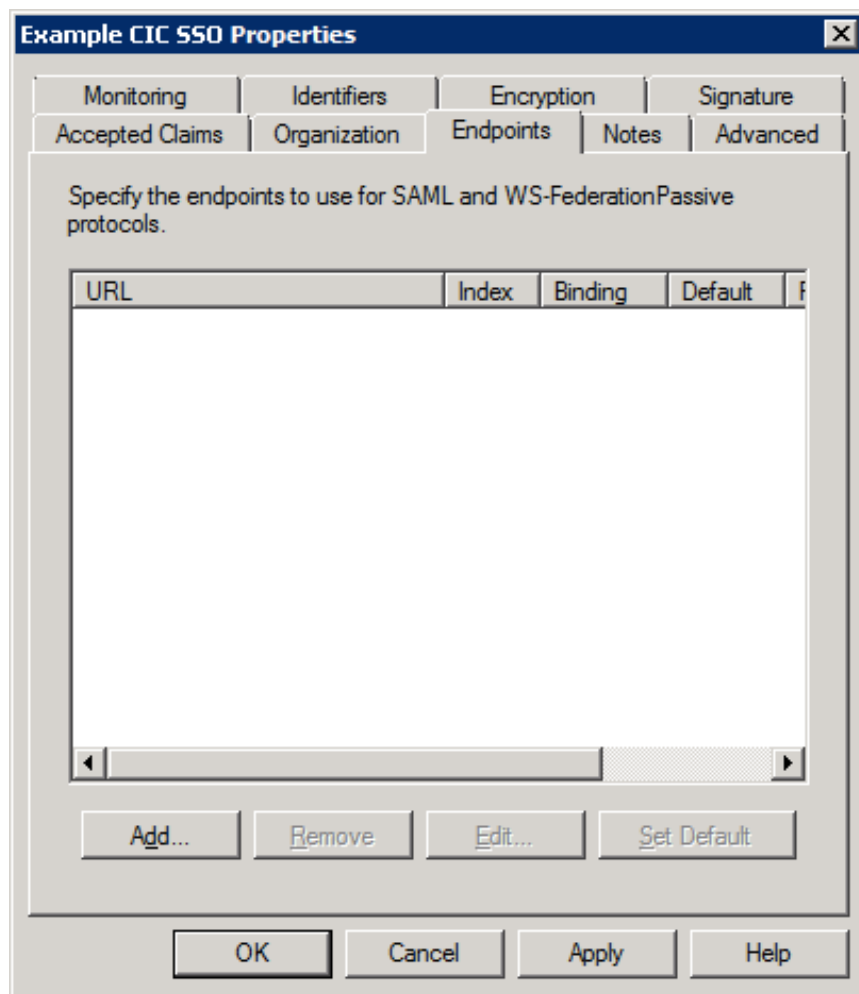 Example CIC SSO Properties
Monitoring Identifiers Encryption Signature
Accepted Claims Organization Endpoints Notes Advanced
Specify the endpoints to use for SAML and WS-FederationPassive
protocols.
URL Index Binding Default
Add... Remove Edit... Set Default
OK Cancel Apply Help